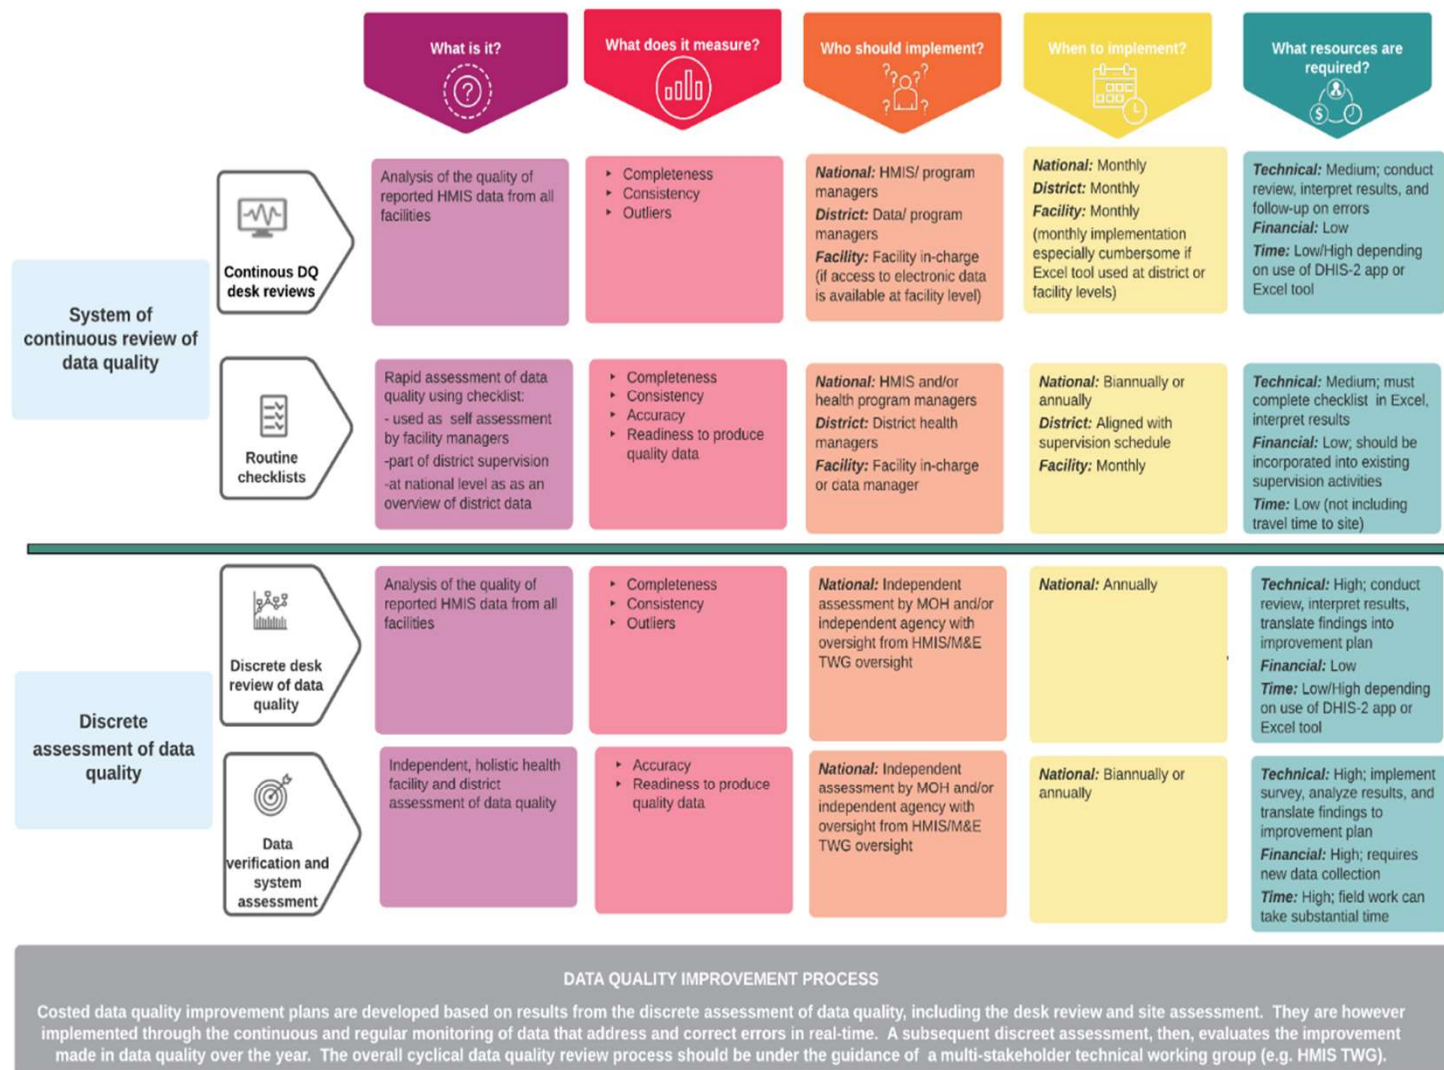 What is it?
What does it measure?
Who should implement?
When to implement?
What resources are
required?
System of
continuous review of
data quality
Continous DQ
desk reviews
Analysis of the quality of
reported HMIS data from all
facilities
‣ Completeness
‣ Consistency
‣ Outliers
National: HMIS/ program
managers
District: Data/ program
managers
Facility: Facility in-charge
(if access to electronic data
is available at facility level)
National: Monthly
District: Monthly
Facility: Monthly
(monthly implementation
especially cumbersome if
Excel tool used at district or
facility levels)
Technical: Medium; conduct
review, interpret results, and
follow-up on errors
Financial: Low
Time: Low/High depending
on use of DHIS-2 app or
Excel tool
Routine
checklists
Rapid assessment of data
quality using checklist:
- used as self assessment
by facility managers
-part of district supervision
-at national level as as an
overview of district data
‣ Completeness
‣ Consistency
‣ Accuracy
‣ Readiness to produce
quality data
National: HMIS and/or
health program managers
District: District health
managers
Facility: Facility in-charge
or data manager
National: Biannually or
annually
District: Aligned with
supervision schedule
Facility: Monthly
Technical: Medium; must
complete checklist in Excel,
interpret results
Financial: Low; should be
incorporated into existing
supervision activities
Time: Low (not including
travel time to site)
Discrete
assessment of data
quality
Discrete desk
review of data
quality
Analysis of the quality of
reported HMIS data from all
facilities
‣ Completeness
‣ Consistency
‣ Outliers
National: Independent
assessment by MOH and/or
independent agency with
oversight from HMIS/M&E
TWG oversight
National: Annually
Technical: High; conduct
review, interpret results,
translate findings into
improvement plan
Financial: Low
Time: Low/High depending
on use of DHIS-2 app or
Excel tool
Data
verification and
system
assessment
Independent, holistic health
facility and district
assessment of data quality
‣ Accuracy
‣ Readiness to produce
quality data
National: Independent
assessment by MOH and/or
independent agency with
oversight from HMIS/M&E
TWG oversight
National: Biannually or
annually
Technical: High; implement
survey, analyze results, and
translate findings to
improvement plan
Financial: High; requires
new data collection
Time: High; field work can
take substantial time
DATA QUALITY IMPROVEMENT PROCESS
Costed data quality improvement plans are developed based on results from the discrete assessment of data quality, including the desk review and site assessment. They are however
implemented through the continuous and regular monitoring of data that address and correct errors in real-time. A subsequent discreet assessment, then, evaluates the improvement
made in data quality over the year. The overall cyclical data quality review process should be under the guidance of a multi-stakeholder technical working group (e.g. HMIS TWG).